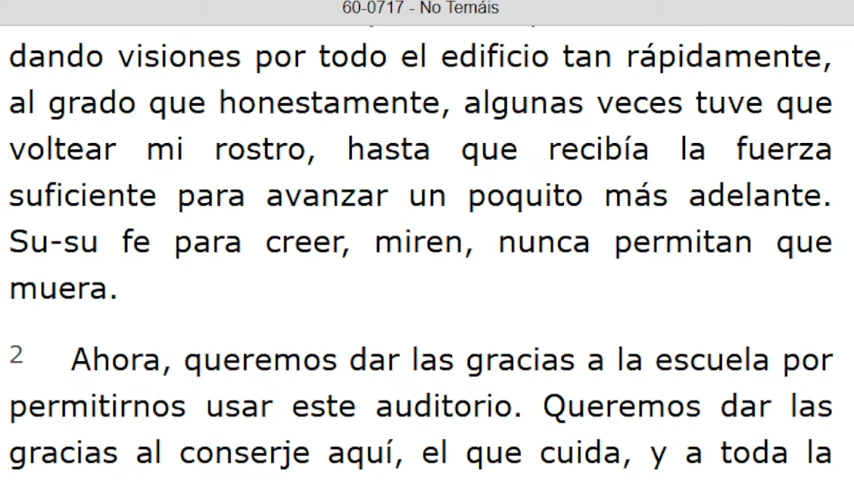 60-0717 - No Temáis
dando visiones por todo el edificio tan rápidamente,
al grado que honestamente, algunas veces tuve que
voltear mi rostro, hasta que recibía la fuerza
suficiente para avanzar un poquito más adelante.
Su-su fe para creer, miren, nunca permitan que
muera.
2 Ahora, queremos dar las gracias a la escuela por
permitirnos usar este auditorio. Queremos dar las
gracias al conserje aquí, el que cuida, y a toda la